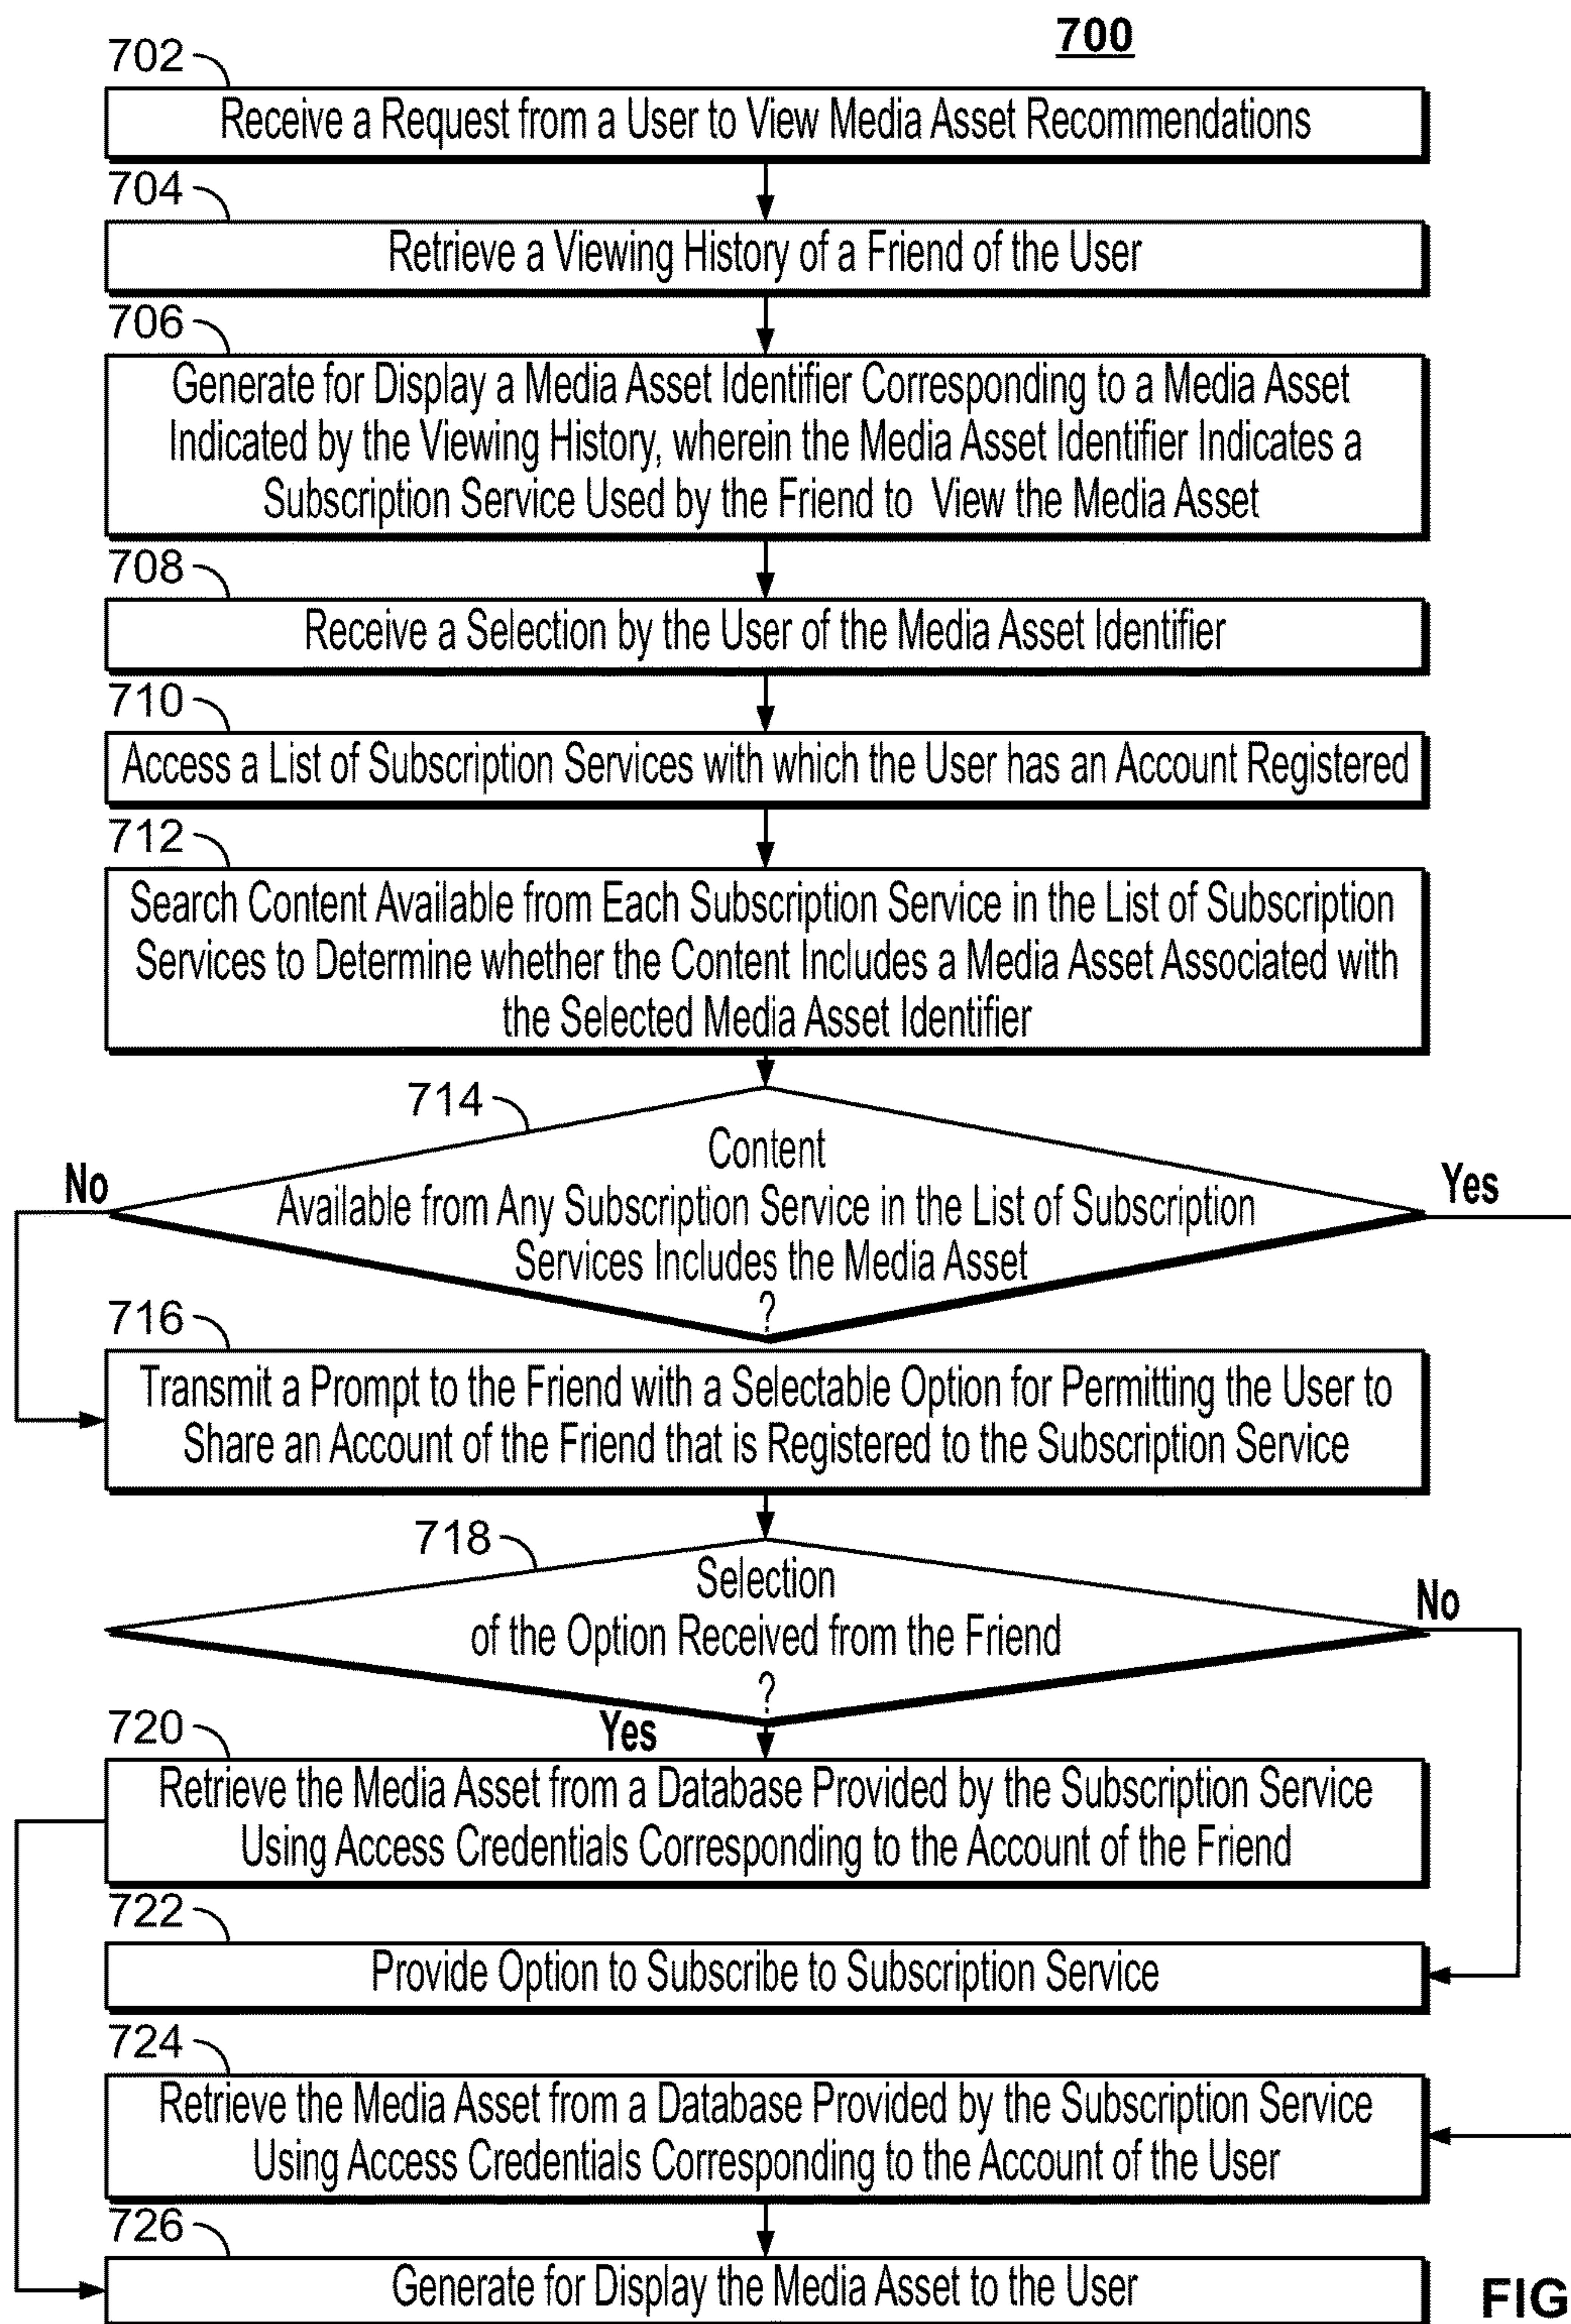 700
702
Receive a Request from a User to View Media Asset Recommendations
704
Retrieve a Viewing History of a Friend of the User
706
Generate for Display a Media Asset Identifier Corresponding to a Media Asset
Indicated by the Viewing History, wherein the Media Asset Identifier Indicates a
Subscription Service Used by the Friend to View the Media Asset
708
Receive a Selection by the User of the Media Asset Identifier
710
Access a List of Subscription Services with which the User has an Account Registered
712
Search Content Available from Each Subscription Service in the List of Subscription
Services to Determine whether the Content Includes a Media Asset Associated with
the Selected Media Asset Identifier
714
Content
No
Yes
Available from Any Subscription Service in the List of Subscription
Services Includes the Media Asset
?
716
Transmit a Prompt to the Friend with a Selectable Option for Permitting the User to
Share an Account of the Friend that is Registered to the Subscription Service
718
Selection
No
of the Option Received from the Friend
?
Yes
720
Retrieve the Media Asset from a Database Provided by the Subscription Service
Using Access Credentials Corresponding to the Account of the Friend
722
Provide Option to Subscribe to Subscription Service
724
Retrieve the Media Asset from a Database Provided by the Subscription Service
Using Access Credentials Corresponding to the Account of the User
726
Generate for Display the Media Asset to the User
FIG